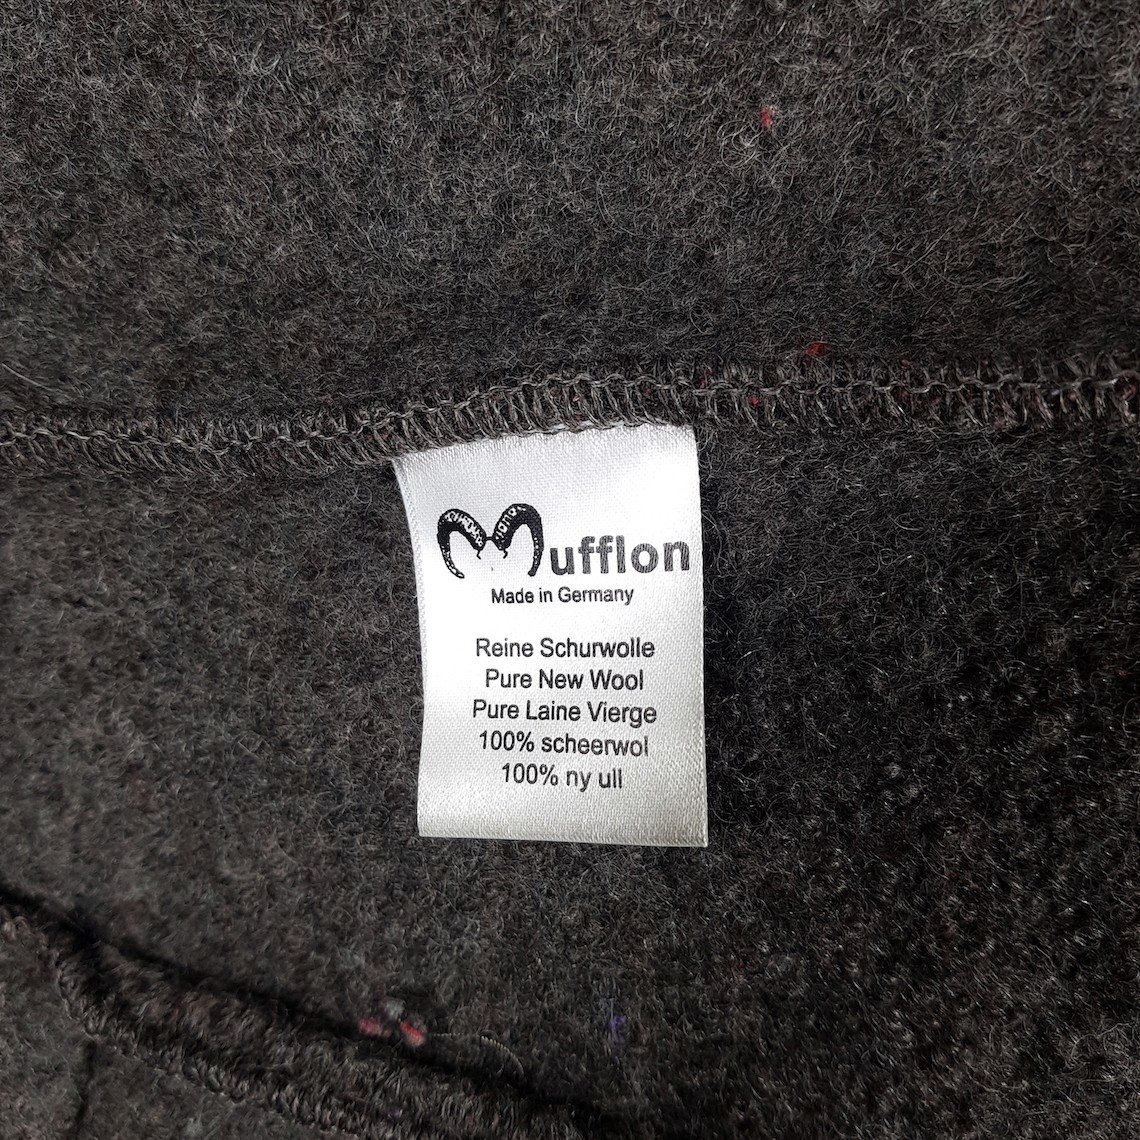 Mufflon
Made in Germany
Reine Schurwolle
Pure New Wool
Pure Laine Vierge
100% scheerwol
100% ny ull